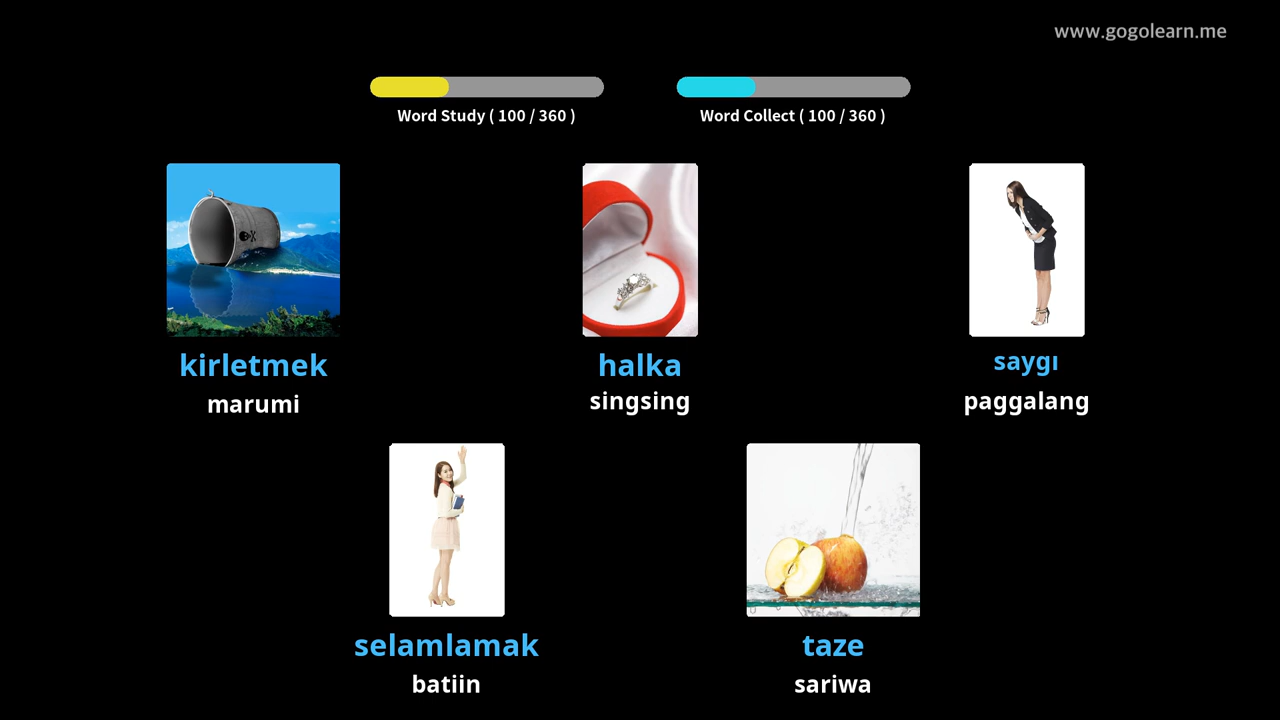 www.gogolearn.me
Word Study ( 100 / 360 )
Word Collect ( 100 / 360 )
kirletmek
marumi
halka
singsing
saygı
paggalang
selamlamak
batiin
taze
sariwa